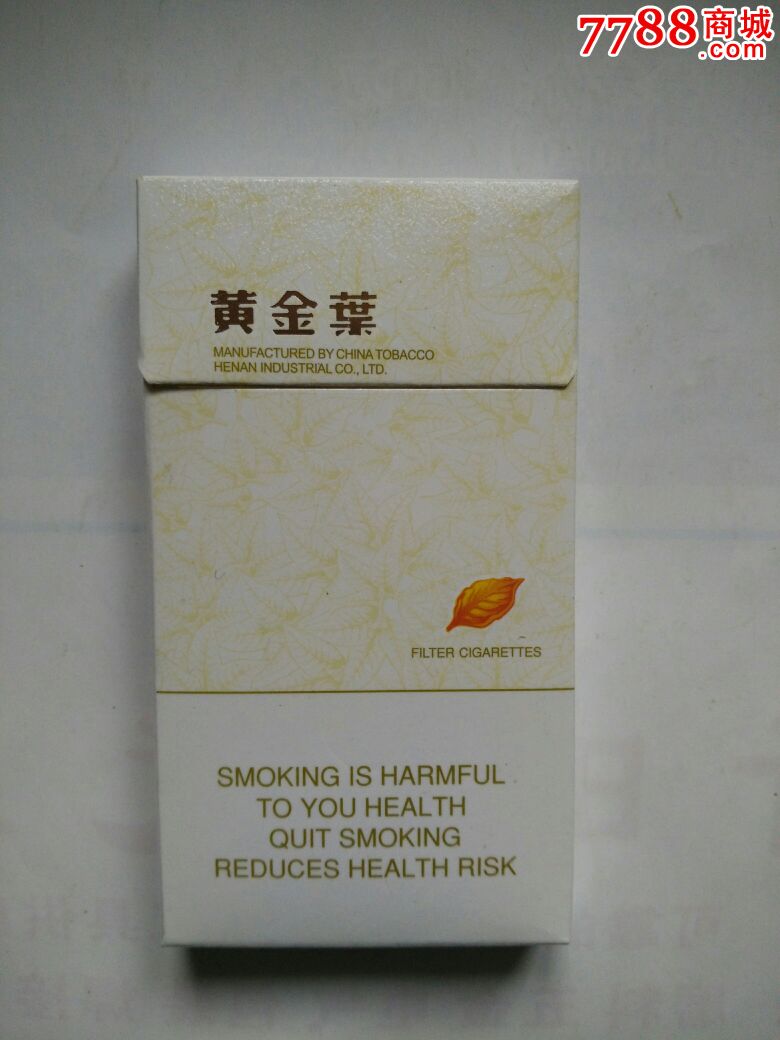 7788商城
.com
黄金葉
MANUFACTURED BY CHINA TOBACCO
HENAN INDUSTRIAL CO., LTD.
FILTER CIGARETTES
SMOKING IS HARMFUL
TO YOU HEALTH
QUIT SMOKING
REDUCES HEALTH RISK